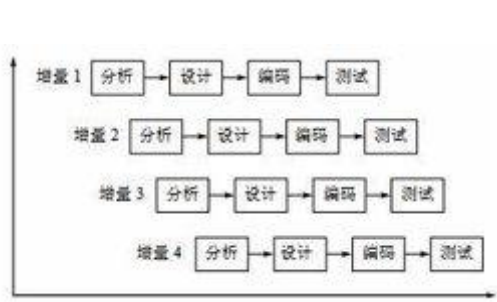 增量 1 分析 设计 编码 测试
增量 2 分析 设计 编码 测试
增量 3 分析 设计 编码 测试
增量 4 分析 设计 编码 测试